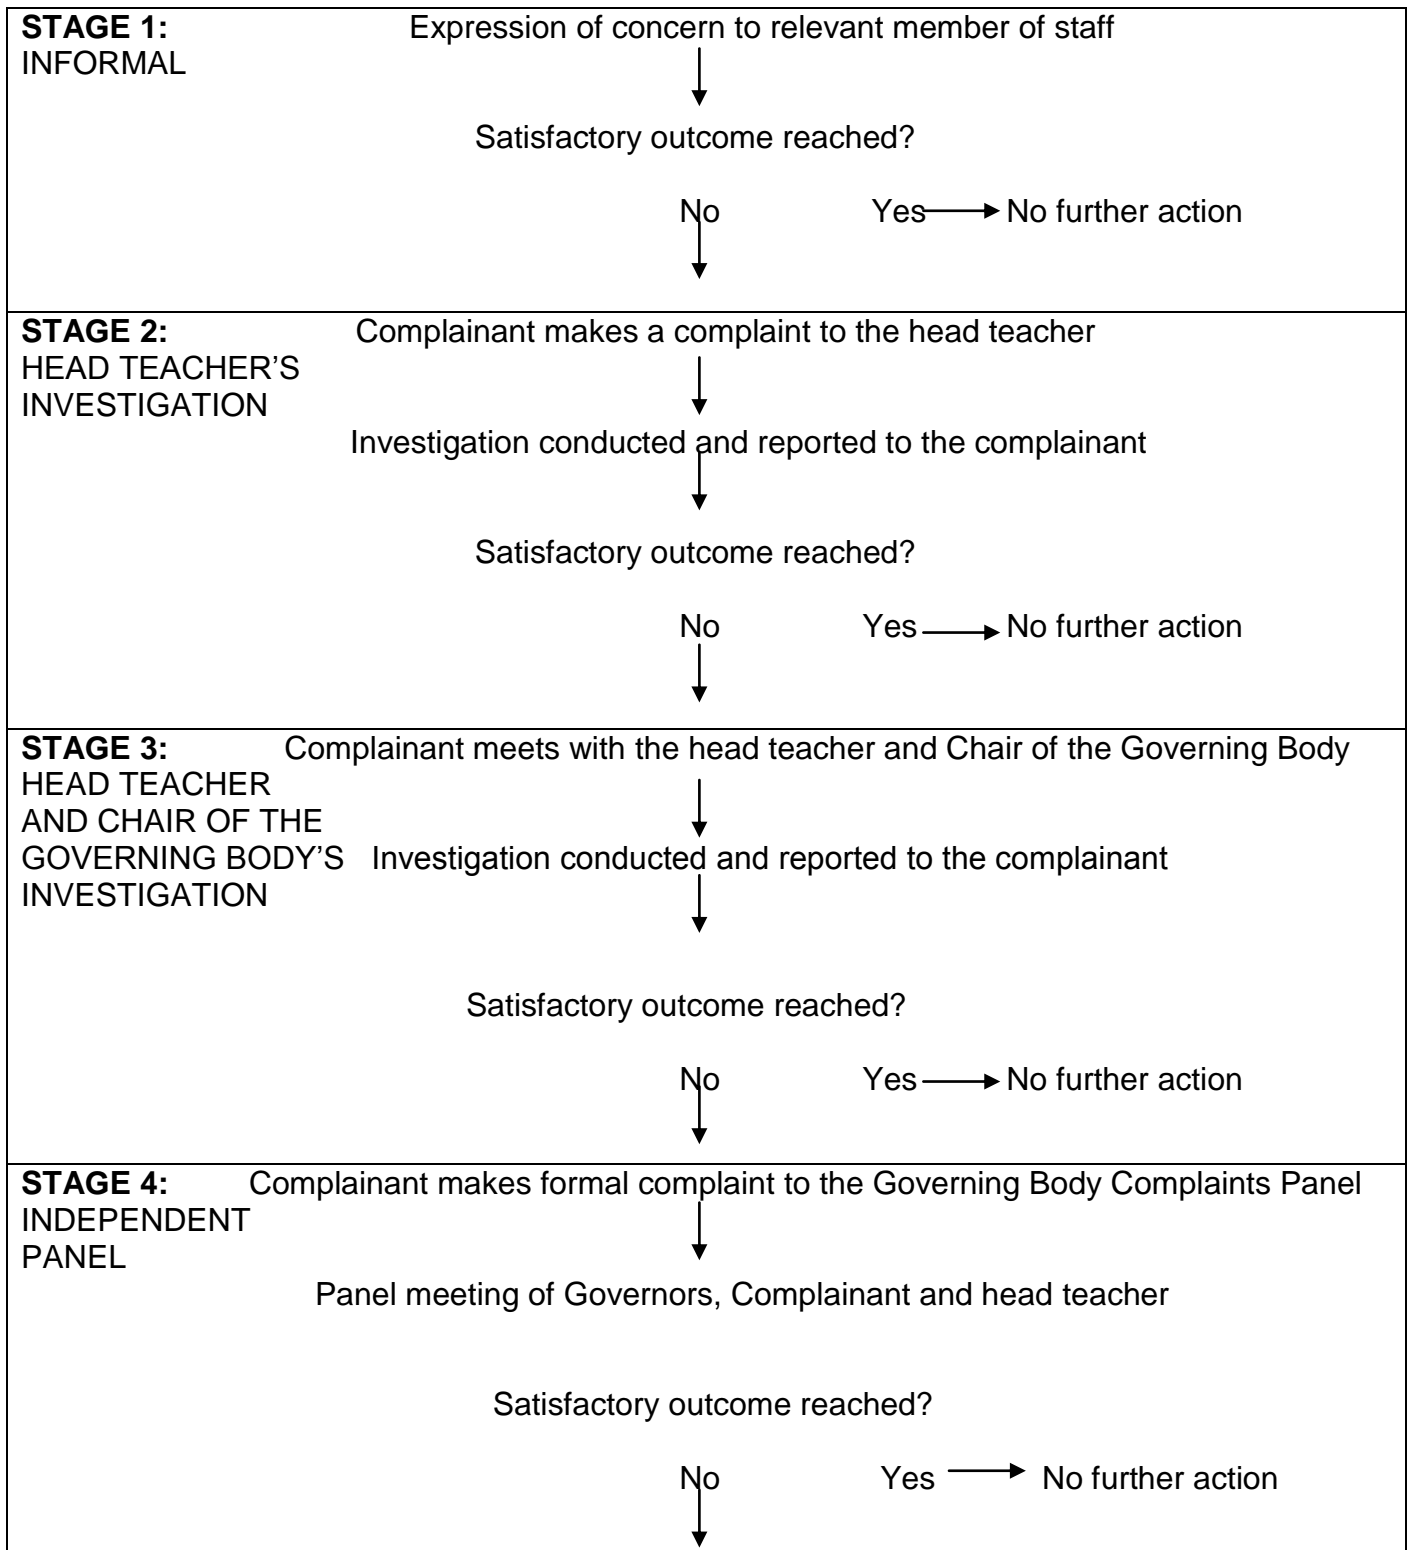 STAGE 1: Expression of concern to relevant member of staff
INFORMAL
Satisfactory outcome reached?
No Yes No further action
STAGE 2: Complainant makes a complaint to the head teacher
HEAD TEACHER’S
INVESTIGATION
Investigation conducted and reported to the complainant
Satisfactory outcome reached?
No Yes No further action
STAGE 3: Complainant meets with the head teacher and Chair of the Governing Body
HEAD TEACHER
AND CHAIR OF THE
GOVERNING BODY’S Investigation conducted and reported to the complainant
INVESTIGATION
Satisfactory outcome reached?
No Yes No further action
STAGE 4: Complainant makes formal complaint to the Governing Body Complaints Panel
INDEPENDENT
PANEL
Panel meeting of Governors, Complainant and head teacher
Satisfactory outcome reached?
No Yes No further action